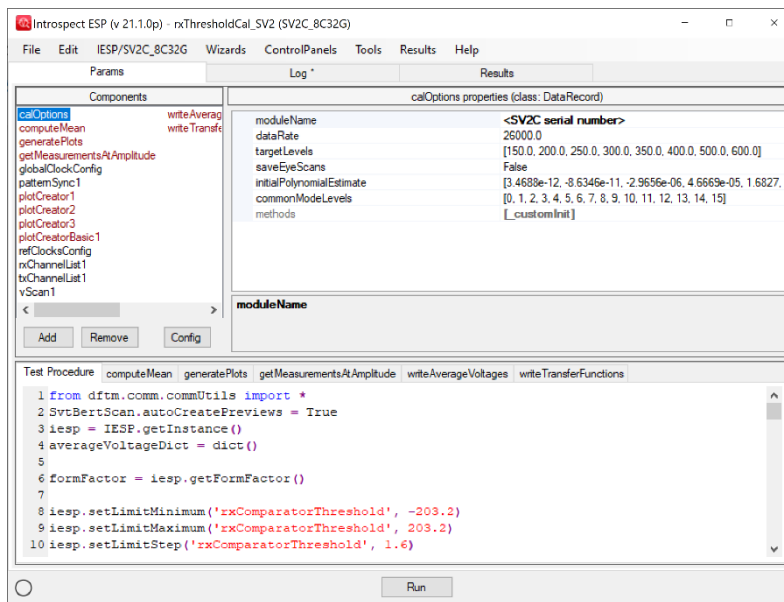 Introspect ESP (v 21.1.0p) - rxThresholdCal_SV2 (SV2C_8C32G)
File Edit IESP/SV2C_8C32G Wizards ControlPanels Tools Results Help
Params Log * Results
Components
calOptions writeAverag
computeMean writeTransfe
generatePlots
getMeasurementsAtAmplitude
globalClockConfig
patternSync1
plotCreator1
plotCreator2
plotCreator3
plotCreatorBasic1
refClocksConfig
rxChannelList1
txChannelList1
vScan1
Add Remove Config
calOptions properties (class: DataRecord)
moduleName <SV2C serial number>
dataRate 26000.0
targetLevels [150.0, 200.0, 250.0, 300.0, 350.0, 400.0, 500.0, 600.0]
saveEyeScans False
initialPolynomialEstimate [3.4688e-12, -8.6346e-11, -2.9656e-06, 4.6669e-05, 1.6827,
commonModeLevels [0, 1, 2, 3, 4, 5, 6, 7, 8, 9, 10, 11, 12, 13, 14, 15]
methods [_customInit]
moduleName
Test Procedure computeMean generatePlots getMeasurementsAtAmplitude writeAverageVoltages writeTransferFunctions
1 from dftm.comm.commUtils import *
2 SvtBertScan.autoCreatePreviews = True
3 iesp = IESP.getInstance()
4 averageVoltageDict = dict()
5
6 formFactor = iesp.getFormFactor()
7
8 iesp.setLimitMinimum('rxComparatorThreshold', -203.2)
9 iesp.setLimitMaximum('rxComparatorThreshold', 203.2)
10 iesp.setLimitStep('rxComparatorThreshold', 1.6)
Run